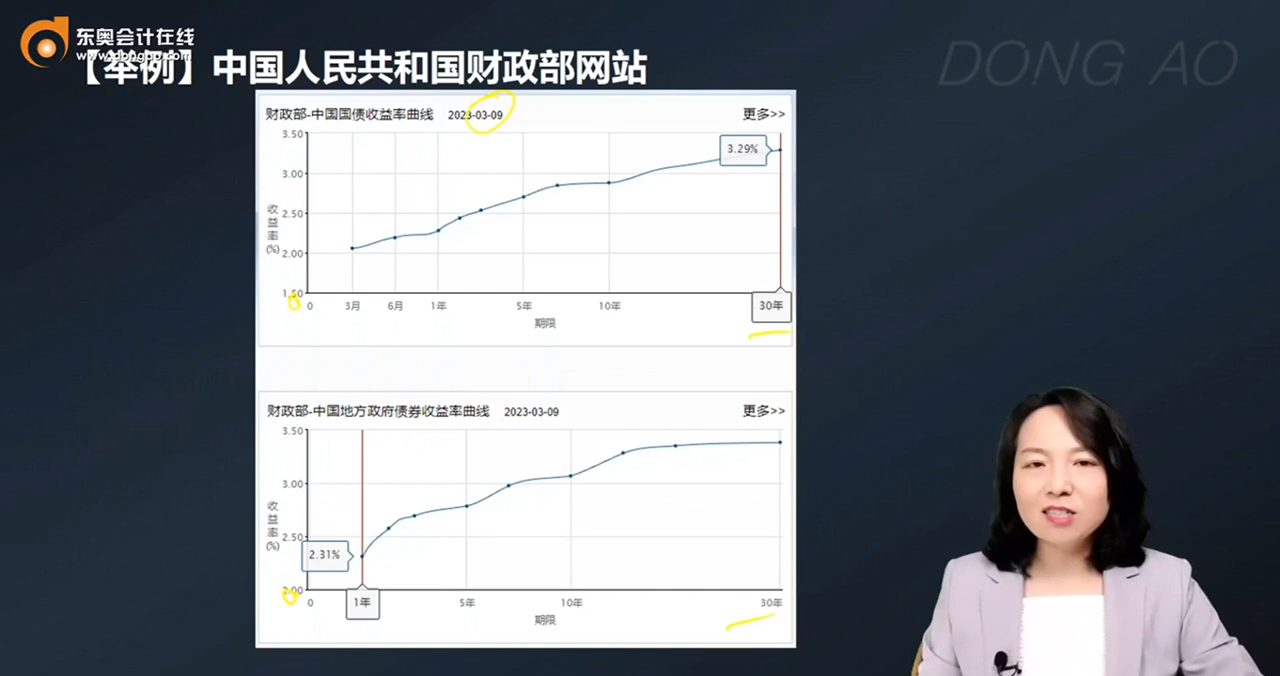 东奥会计在线
www.dongao.com
【举例】中国人民共和国财政部网站
DONG AO
财政部-中国国债收益率曲线 2023-03-09 更多>>
3.50
3.29%
3.00
2.50
收益率(%)
2.00
1.50
0 3月 6月 1年 5年 10年 30年
期限
财政部-中国地方政府债券收益率曲线 2023-03-09 更多>>
3.50
3.00
收益率(%)
2.50
2.31%
2.00
0 1年 5年 10年 30年
期限